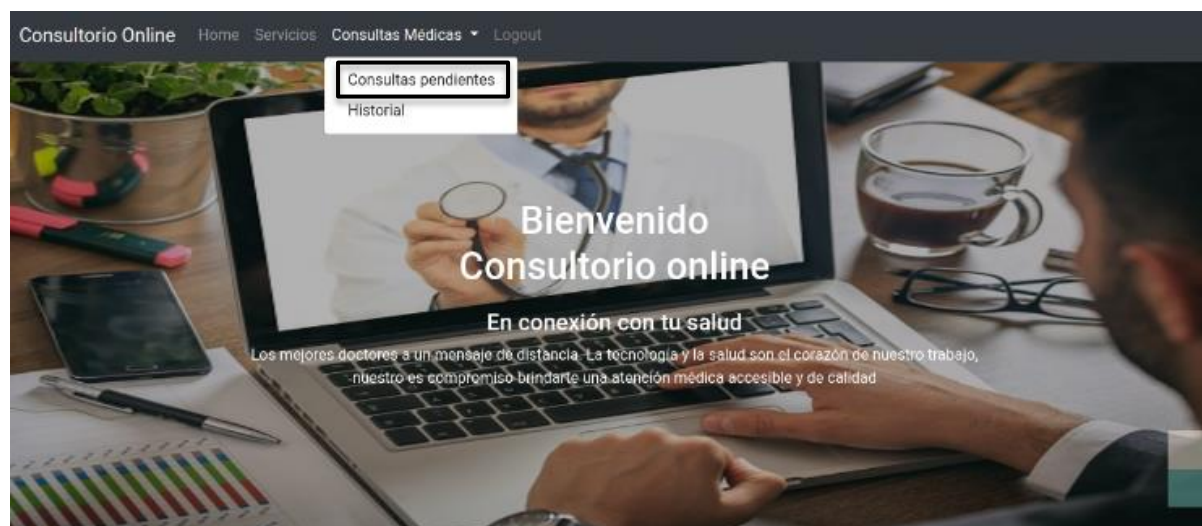 Consultorio Online Home Servicios Consultas Médicas Logout
Consultas pendientes
Historial
Bienvenido
Consultorio online
En conexión con tu salud
Los mejores doctores a un mensaje de distancia. La tecnología y la salud son el corazón de nuestro trabajo,
nuestro es compromiso brindarte una atención médica accesible y de calidad